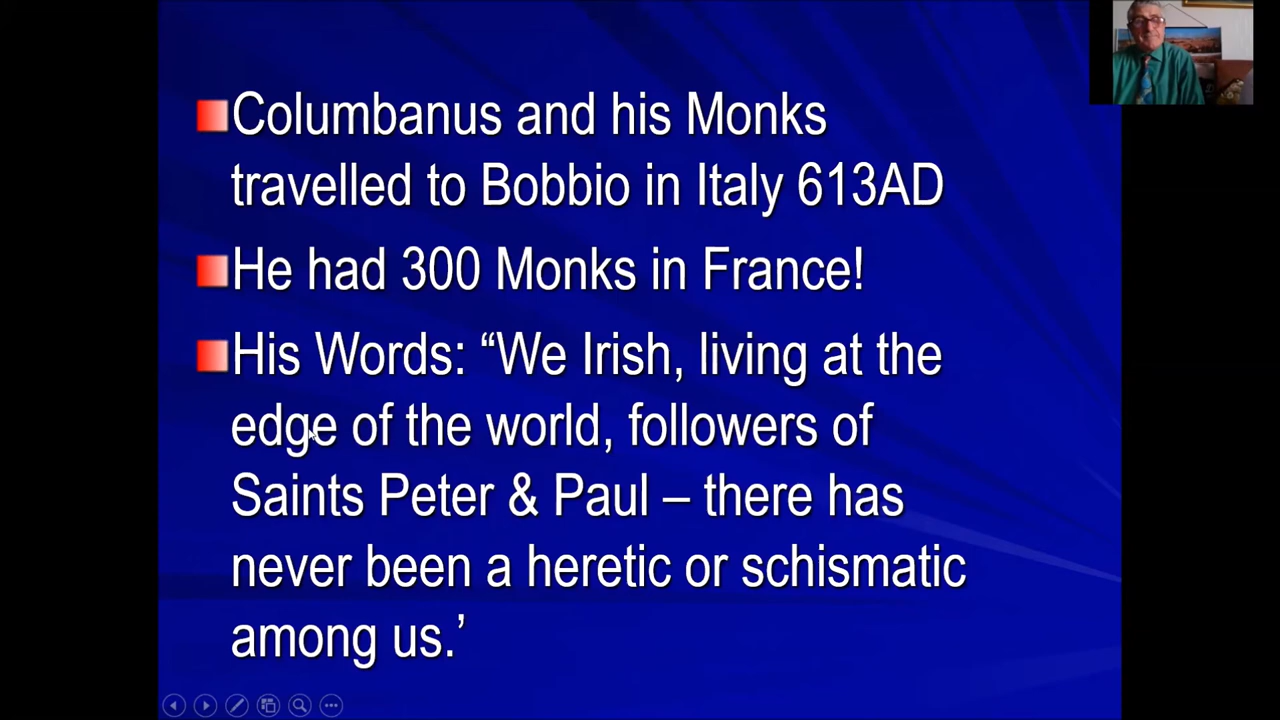 Columbanus and his Monks
travelled to Bobbio in Italy 613AD
He had 300 Monks in France!
His Words: “We Irish, living at the
edge of the world, followers of
Saints Peter & Paul – there has
never been a heretic or schismatic
among us.’